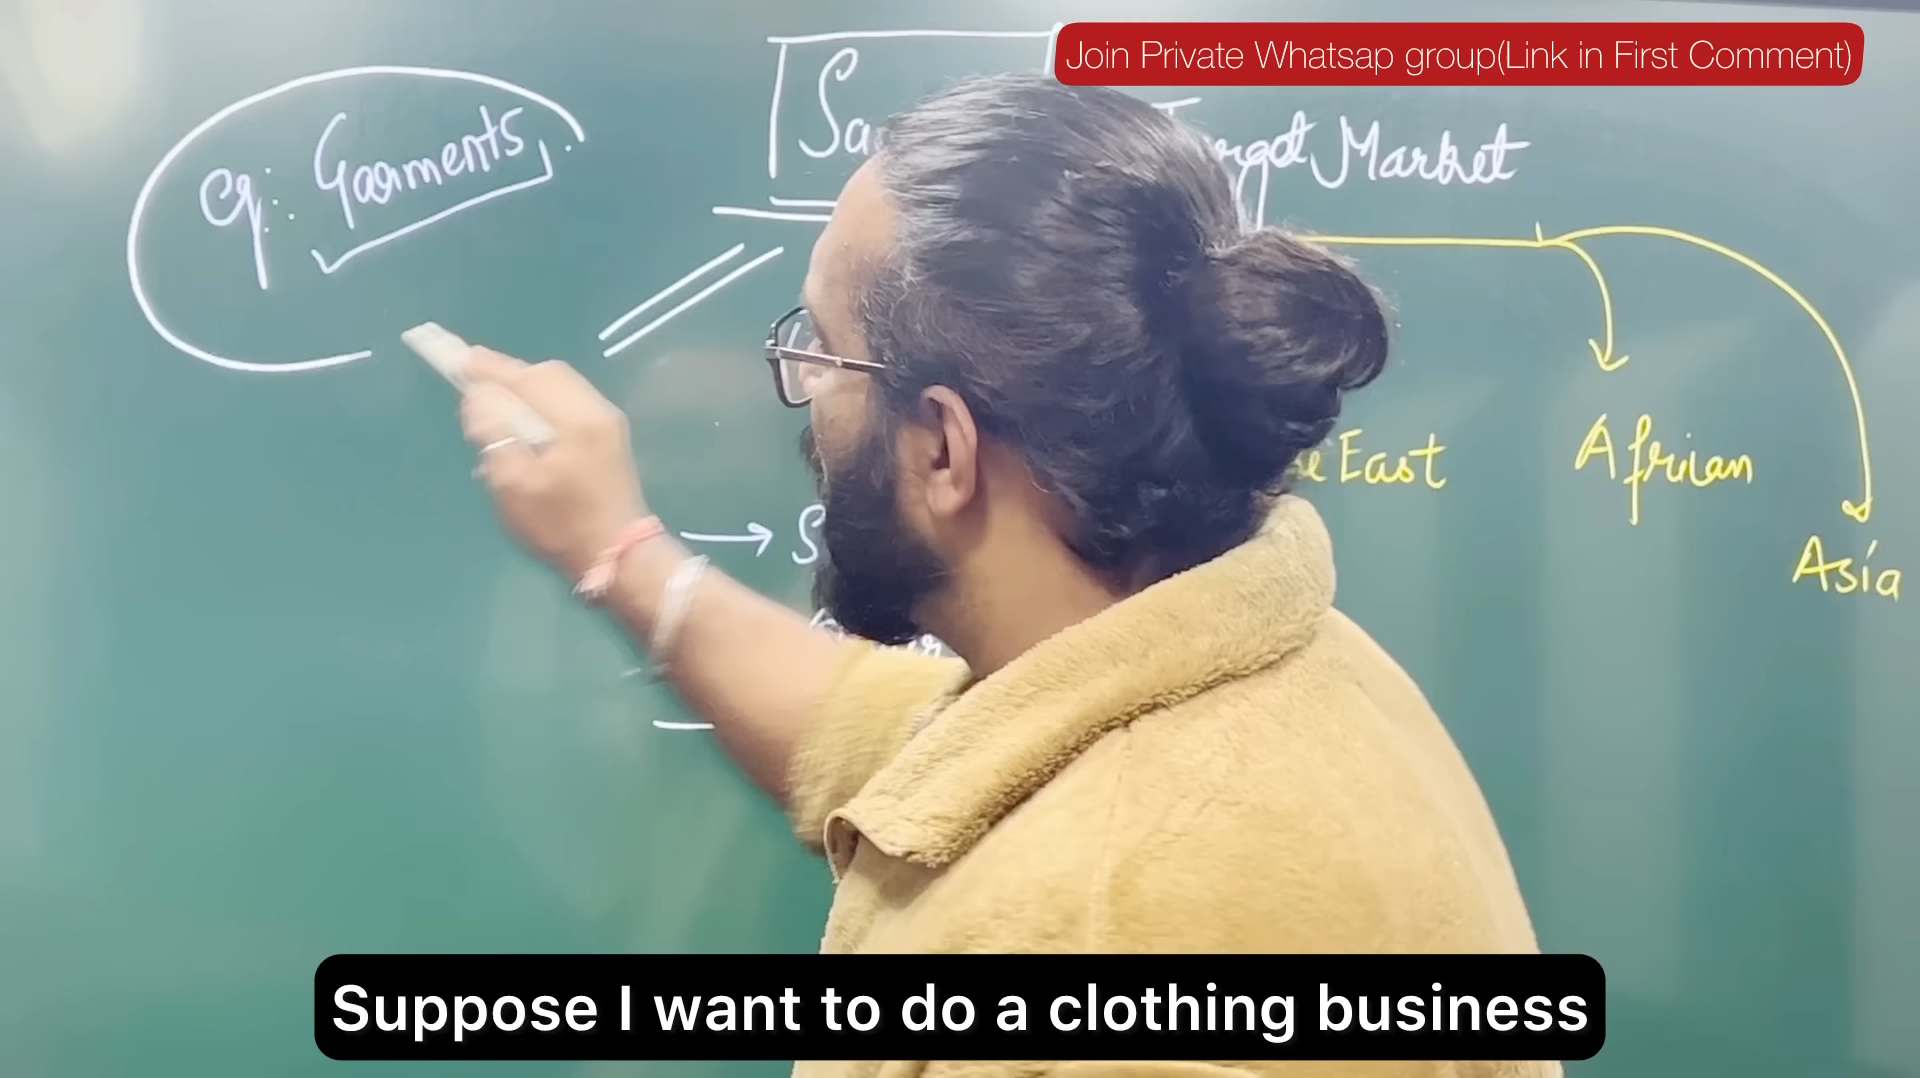 Join Private Whatsap group(Link in First Comment)
eg: Garments
Target Market
East
African
Asia
Suppose I want to do a clothing business